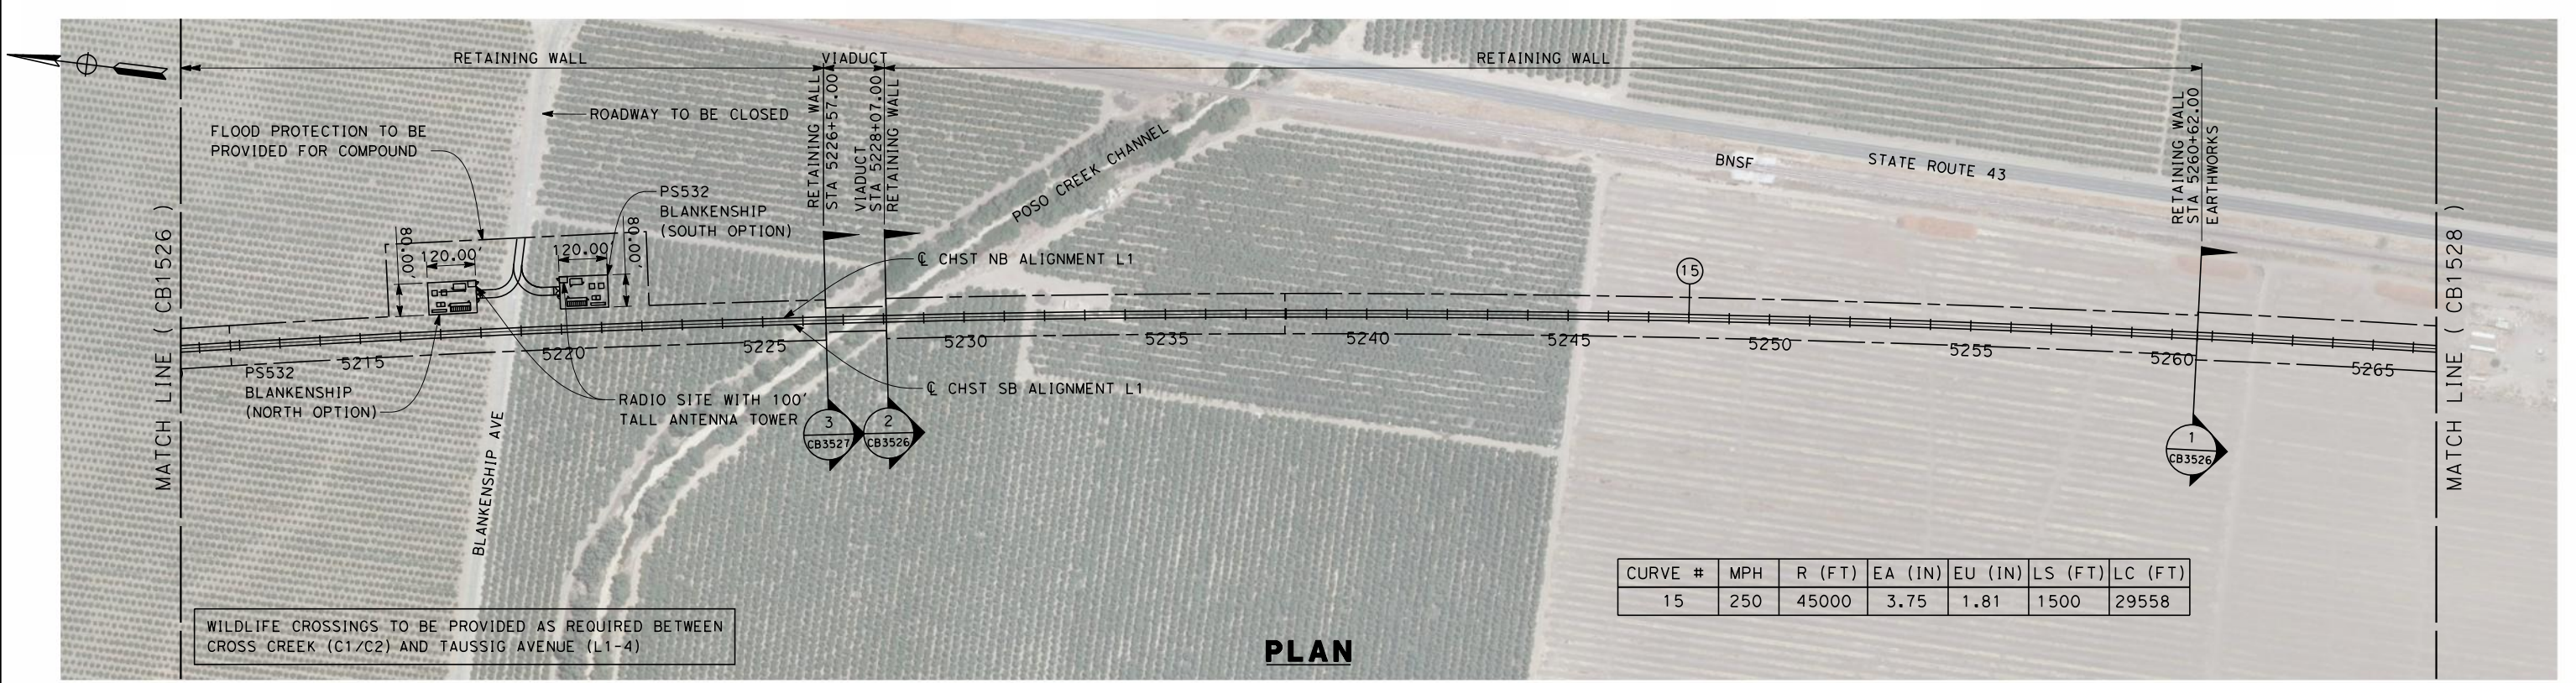 RETAINING WALL
VIADUCT
RETAINING WALL
ROADWAY TO BE CLOSED
FLOOD PROTECTION TO BE
PROVIDED FOR COMPOUND
RETAINING WALL
STA 5226+57.00
VIADUCT
STA 5228+07.00
RETAINING WALL
POSO CREEK CHANNEL
BNSF
STATE ROUTE 43
RETAINING WALL
STA 5260+62.00
EARTHWORKS
PS532
BLANKENSHIP
(SOUTH OPTION)
80.00'
120.00'
120.00'
80.00'
MATCH LINE ( CB1526 )
MATCH LINE ( CB1528 )
℄ CHST NB ALIGNMENT L1
15
5215
5220
5225
5230
5235
5240
5245
5250
5255
5260
5265
PS532
BLANKENSHIP
(NORTH OPTION)
RADIO SITE WITH 100'
TALL ANTENNA TOWER
℄ CHST SB ALIGNMENT L1
3
CB3527
2
CB3526
1
CB3526
BLANKENSHIP AVE
CURVE # MPH R (FT) EA (IN) EU (IN) LS (FT) LC (FT)
15 250 45000 3.75 1.81 1500 29558
WILDLIFE CROSSINGS TO BE PROVIDED AS REQUIRED BETWEEN
CROSS CREEK (C1/C2) AND TAUSSIG AVENUE (L1-4)
PLAN